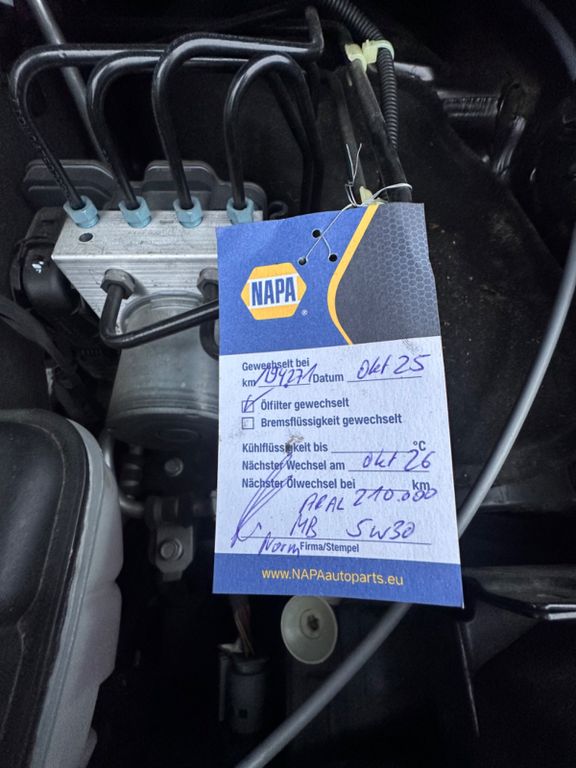 NAPA
®
Gewechselt bei
km 194271 Datum Okt 25
Ölfilter gewechselt
Bremsflüssigkeit gewechselt
Kühlflüssigkeit bis °C
Nächster Wechsel am Okt 26
Nächster Ölwechsel bei km
ARAL 210.000
MB 5W30
Norm Firma/Stempel
www.NAPAautoparts.eu